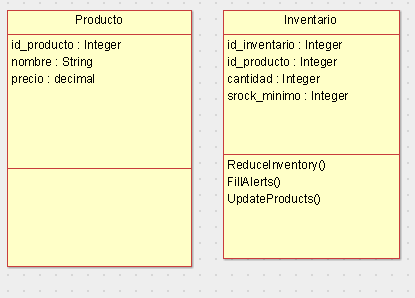 Producto
id_producto : Integer
nombre : String
precio : decimal
Inventario
id_inventario : Integer
id_producto : Integer
cantidad : Integer
srock_minimo : Integer
ReduceInventory()
FillAlerts()
UpdateProducts()